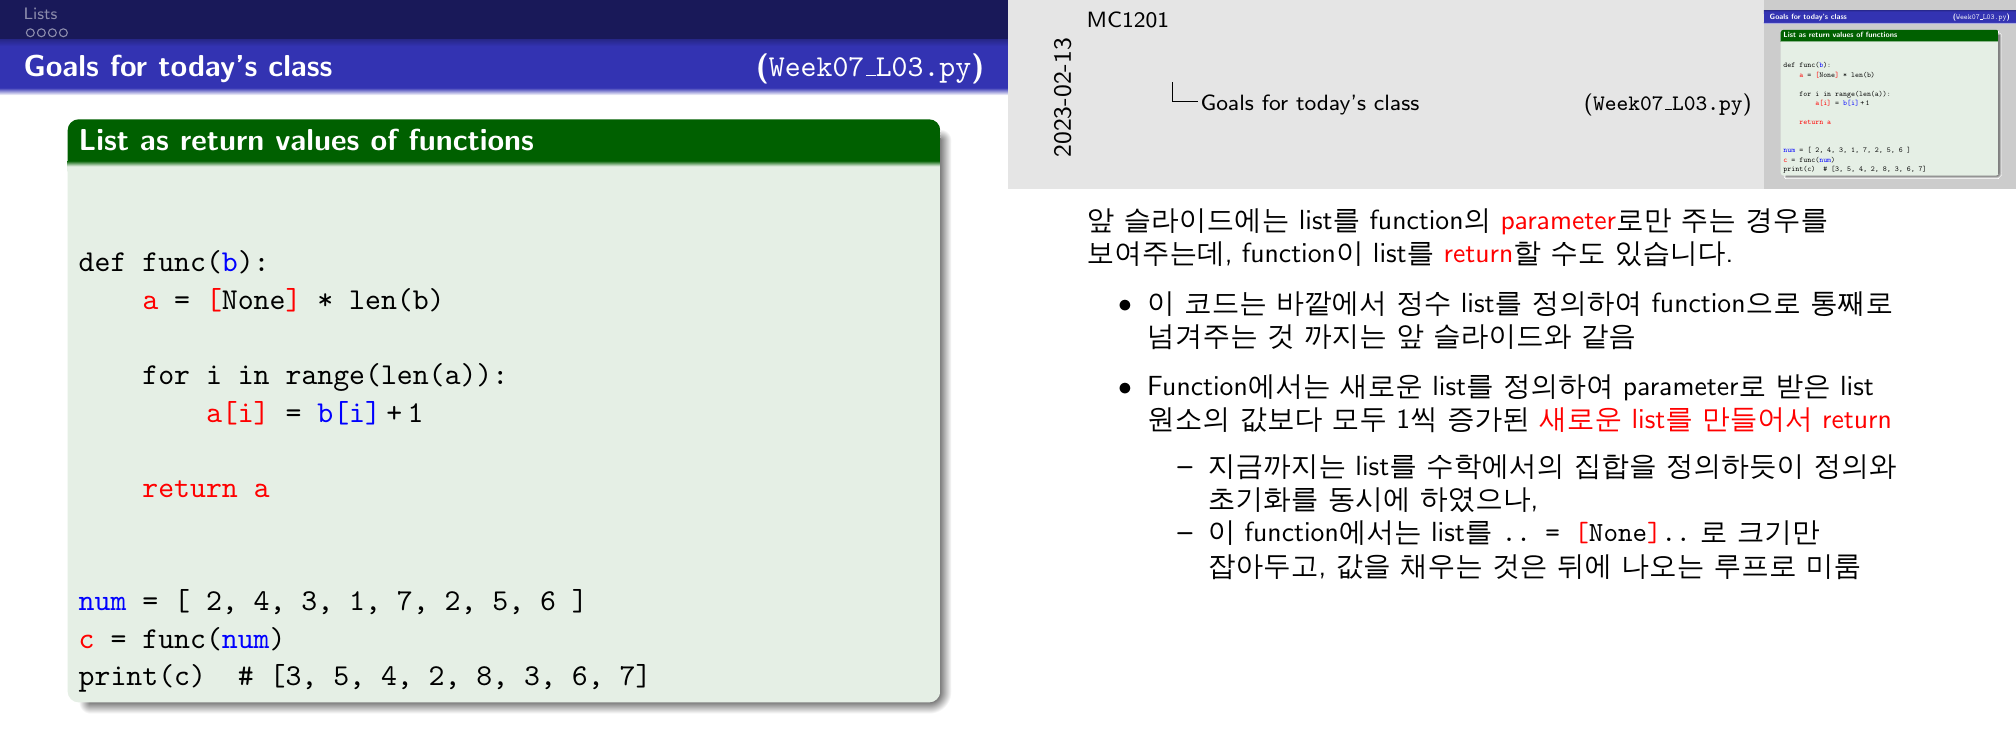 Lists
Goals for today's class (Week07_L03.py)
List as return values of functions
def func(b):
    a = [None] * len(b)
    for i in range(len(a)):
        a[i] = b[i]+1
    return a
num = [ 2, 4, 3, 1, 7, 2, 5, 6 ]
c = func(num)
print(c)  # [3, 5, 4, 2, 8, 3, 6, 7]
MC1201
2023-02-13
Goals for today's class (Week07_L03.py)
Goals for today's class (Week07_L03.py)
List as return values of functions
def func(b):
    a = [None] * len(b)
    for i in range(len(a)):
        a[i] = b[i]+1
    return a
num = [ 2, 4, 3, 1, 7, 2, 5, 6 ]
c = func(num)
print(c)  # [3, 5, 4, 2, 8, 3, 6, 7]
앞 슬라이드에는 list를 function의 parameter로만 주는 경우를
보여주는데, function이 list를 return할 수도 있습니다.
• 이 코드는 바깥에서 정수 list를 정의하여 function으로 통째로
넘겨주는 것 까지는 앞 슬라이드와 같음
• Function에서는 새로운 list를 정의하여 parameter로 받은 list
원소의 값보다 모두 1씩 증가된 새로운 list를 만들어서 return
– 지금까지는 list를 수학에서의 집합을 정의하듯이 정의와
초기화를 동시에 하였으나,
– 이 function에서는 list를 .. = [None].. 로 크기만
잡아두고, 값을 채우는 것은 뒤에 나오는 루프로 미룸